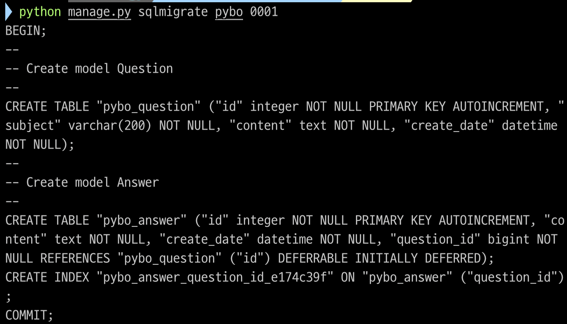 python manage.py sqlmigrate pybo 0001
BEGIN;
--
-- Create model Question
--
CREATE TABLE "pybo_question" ("id" integer NOT NULL PRIMARY KEY AUTOINCREMENT, "
subject" varchar(200) NOT NULL, "content" text NOT NULL, "create_date" datetime
NOT NULL);
--
-- Create model Answer
--
CREATE TABLE "pybo_answer" ("id" integer NOT NULL PRIMARY KEY AUTOINCREMENT, "co
ntent" text NOT NULL, "create_date" datetime NOT NULL, "question_id" bigint NOT
NULL REFERENCES "pybo_question" ("id") DEFERRABLE INITIALLY DEFERRED);
CREATE INDEX "pybo_answer_question_id_e174c39f" ON "pybo_answer" ("question_id")
;
COMMIT;